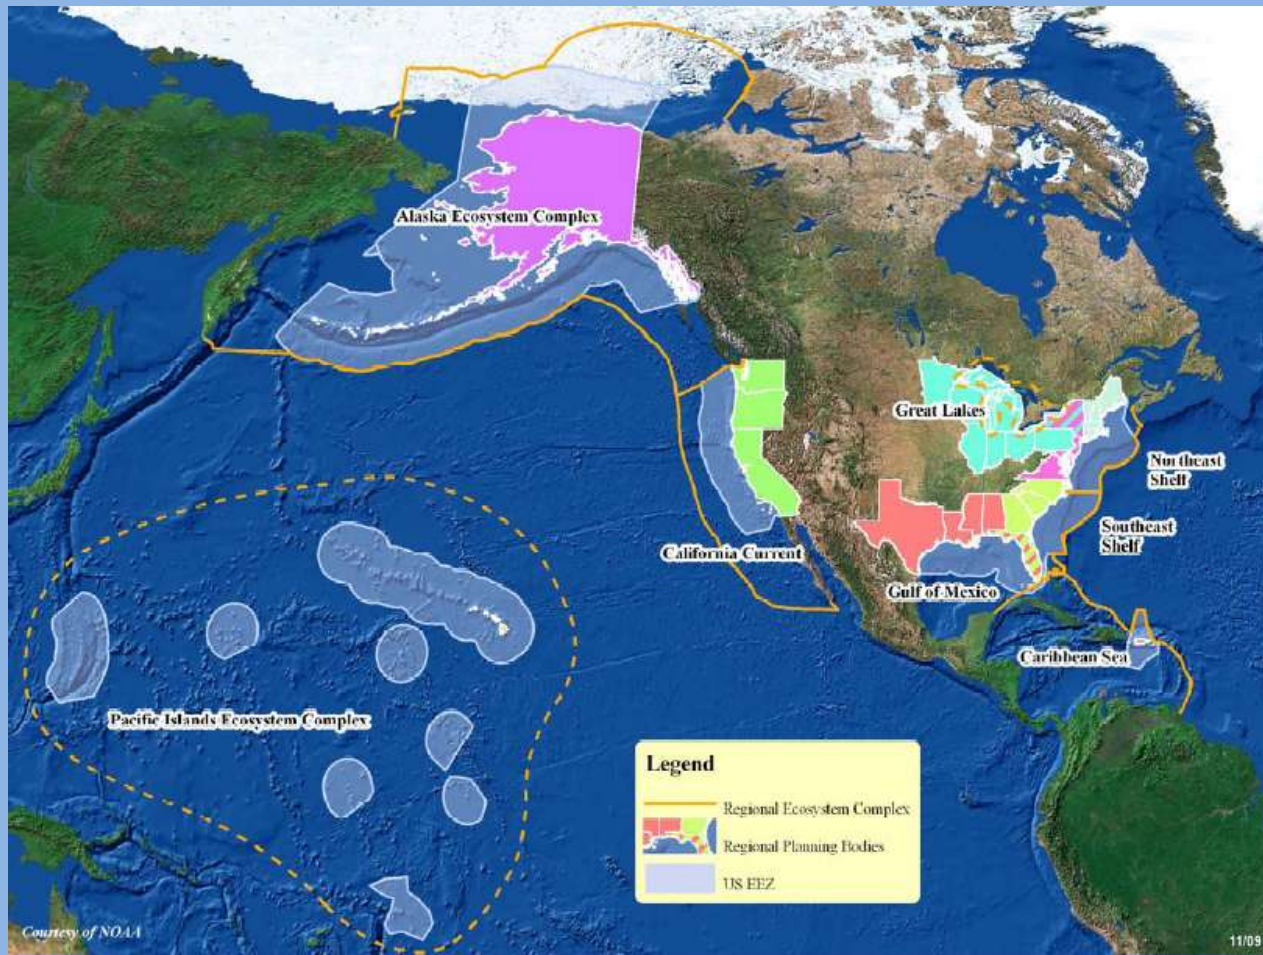 Alaska Ecosystem Complex
Great Lakes
Northeast
Shelf
Southeast
Shelf
California Current
Gulf of Mexico
Caribbean Sea
Pacific Islands Ecosystem Complex
Legend
Regional Ecosystem Complex
Regional Planning Bodies
US EEZ
Courtesy of NOAA
11/09